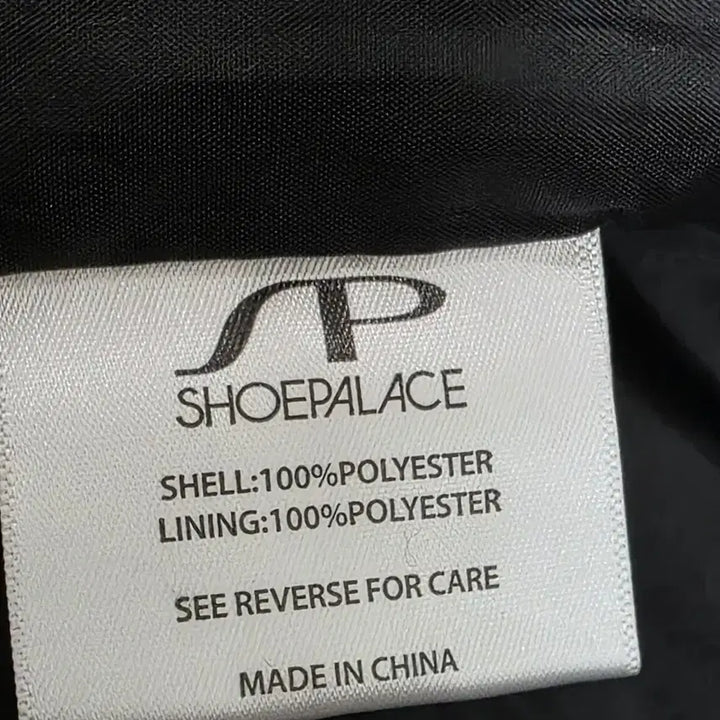 SP
SHOEPALACE
SHELL:100%POLYESTER
LINING:100%POLYESTER
SEE REVERSE FOR CARE
MADE IN CHINA